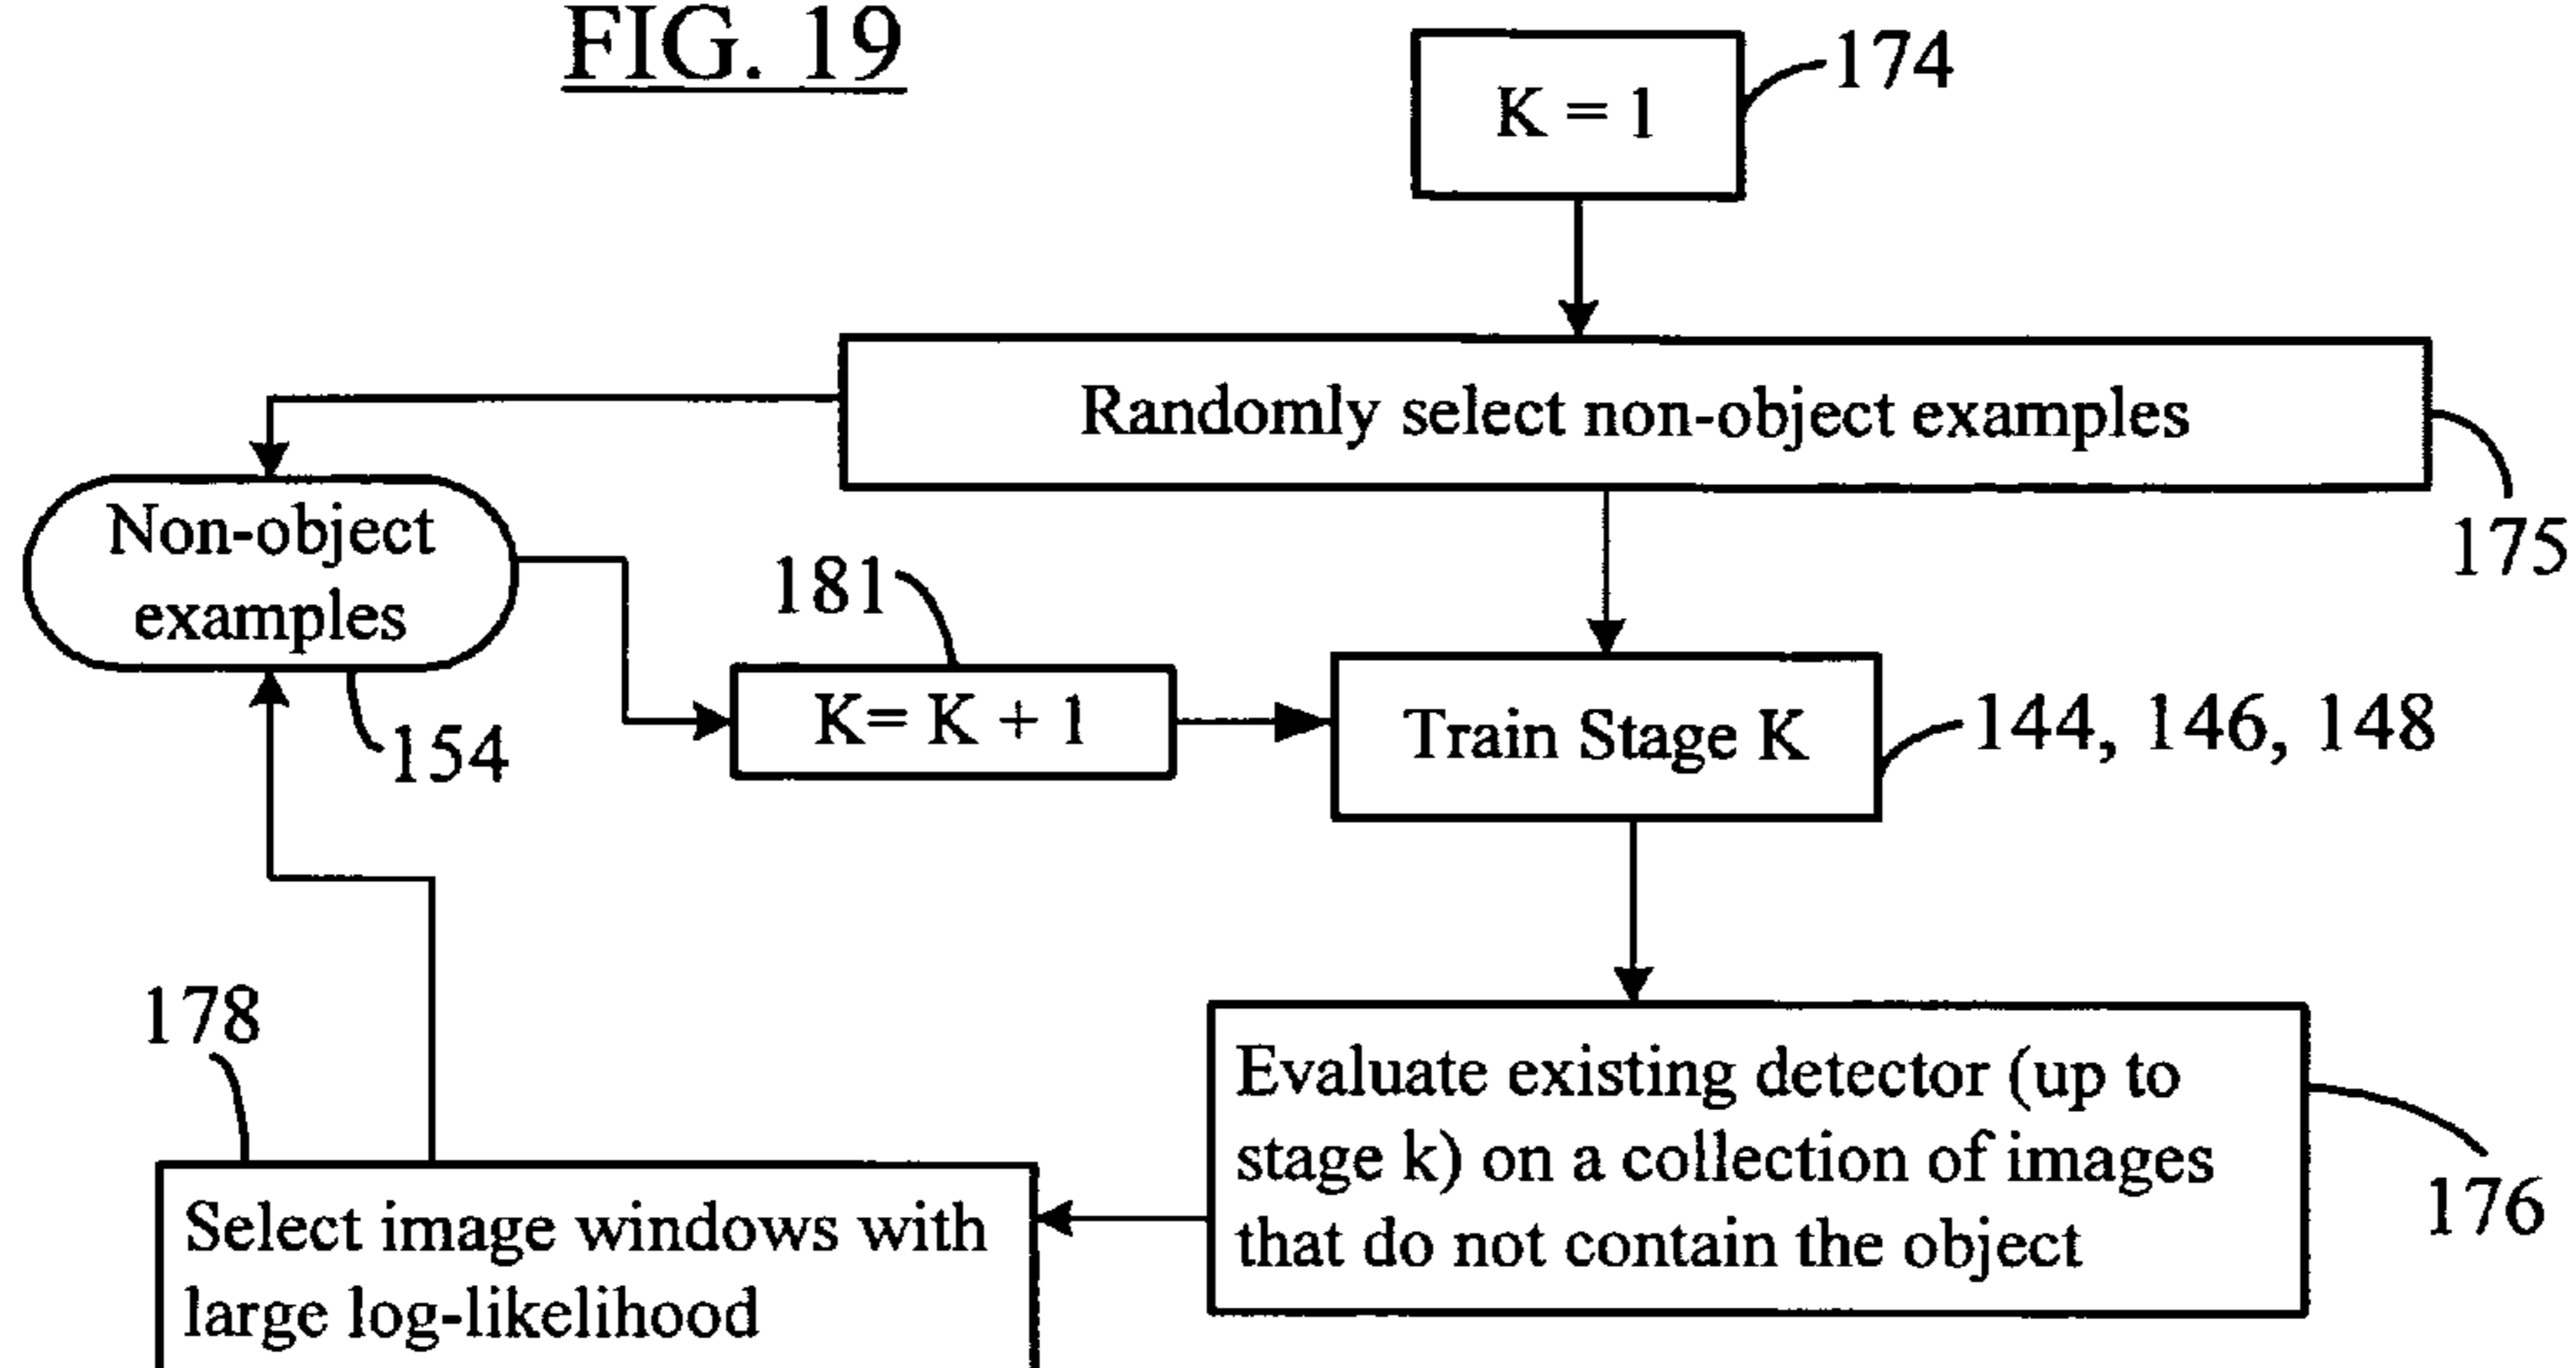 FIG. 19
K = 1
174
Randomly select non-object examples
175
Non-object
examples
154
181
K= K + 1
Train Stage K
144, 146, 148
Evaluate existing detector (up to
stage k) on a collection of images
that do not contain the object
176
178
Select image windows with
large log-likelihood